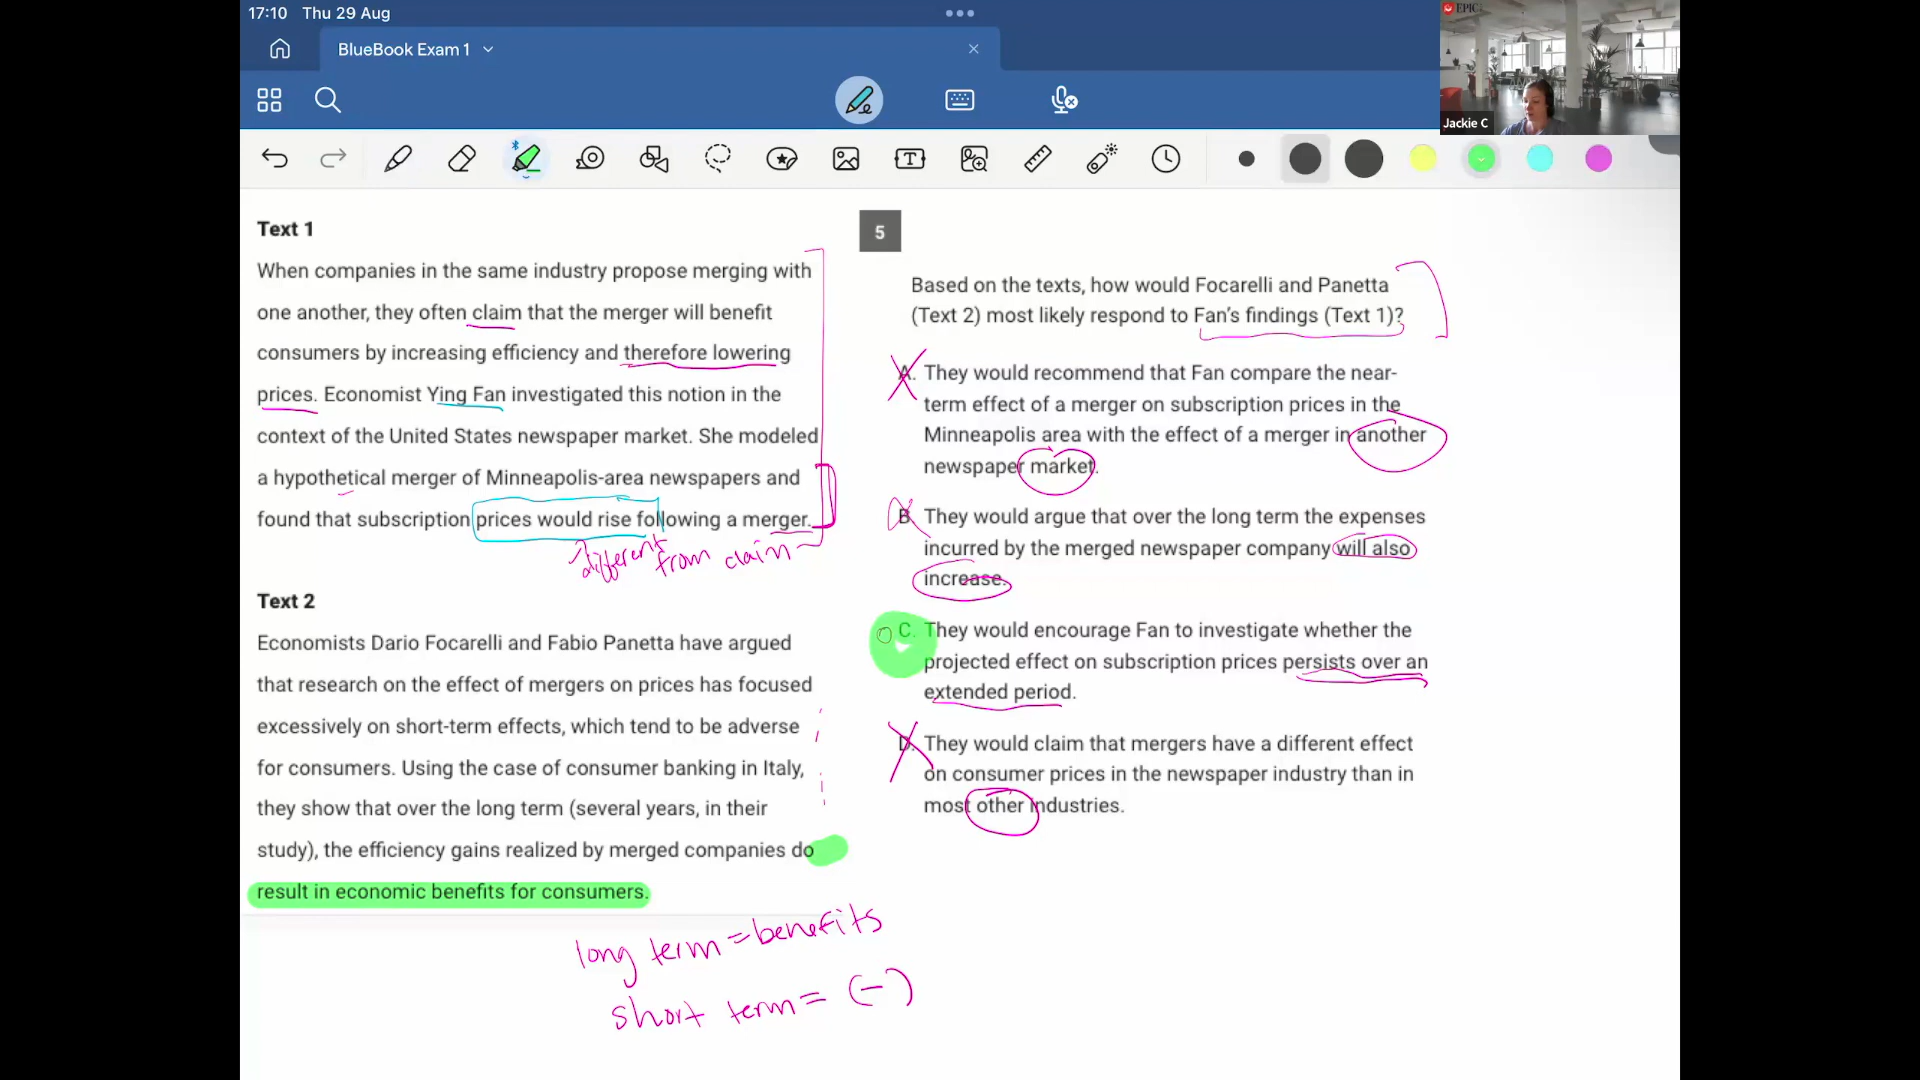 17:10 Thu 29 Aug
BlueBook Exam 1
EPIC
Jackie C
Text 1
When companies in the same industry propose merging with
one another, they often claim that the merger will benefit
consumers by increasing efficiency and therefore lowering
prices. Economist Ying Fan investigated this notion in the
context of the United States newspaper market. She modeled
a hypothetical merger of Minneapolis-area newspapers and
found that subscription prices would rise following a merger.
different from claim
Text 2
Economists Dario Focarelli and Fabio Panetta have argued
that research on the effect of mergers on prices has focused
excessively on short-term effects, which tend to be adverse
for consumers. Using the case of consumer banking in Italy,
they show that over the long term (several years, in their
study), the efficiency gains realized by merged companies do
result in economic benefits for consumers.
long term = benefits
short term = (-)
5
Based on the texts, how would Focarelli and Panetta
(Text 2) most likely respond to Fan's findings (Text 1)?
A. They would recommend that Fan compare the near-
term effect of a merger on subscription prices in the
Minneapolis area with the effect of a merger in another
newspaper market.
B. They would argue that over the long term the expenses
incurred by the merged newspaper company will also
increase.
C. They would encourage Fan to investigate whether the
projected effect on subscription prices persists over an
extended period.
D. They would claim that mergers have a different effect
on consumer prices in the newspaper industry than in
most other industries.